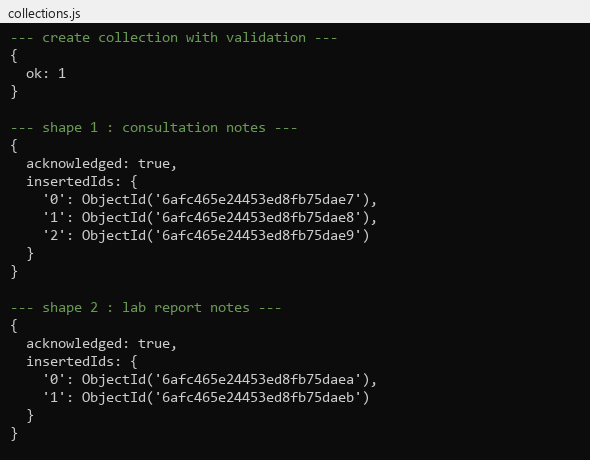 collections.js
--- create collection with validation ---
{
  ok: 1
}

--- shape 1 : consultation notes ---
{
  acknowledged: true,
  insertedIds: {
    '0': ObjectId('6afc465e24453ed8fb75dae7'),
    '1': ObjectId('6afc465e24453ed8fb75dae8'),
    '2': ObjectId('6afc465e24453ed8fb75dae9')
  }
}

--- shape 2 : lab report notes ---
{
  acknowledged: true,
  insertedIds: {
    '0': ObjectId('6afc465e24453ed8fb75daea'),
    '1': ObjectId('6afc465e24453ed8fb75daeb')
  }
}